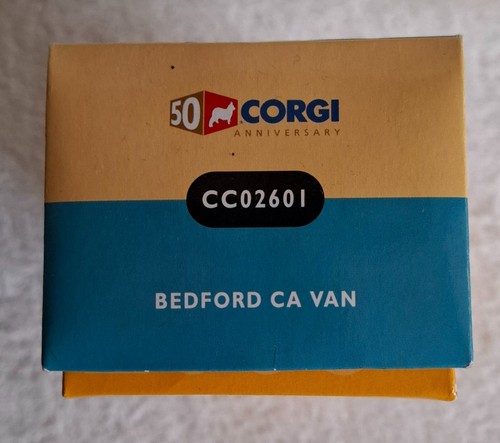 50 CORGI
ANNIVERSARY
CC02601
BEDFORD CA VAN